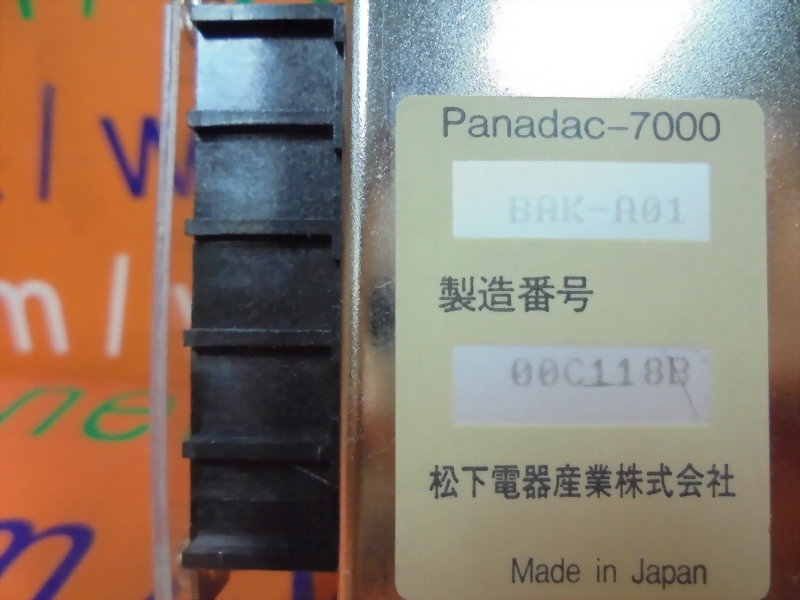 Panadac-7000
BAK-A01
製造番号
00C118B
松下電器産業株式会社
Made in Japan